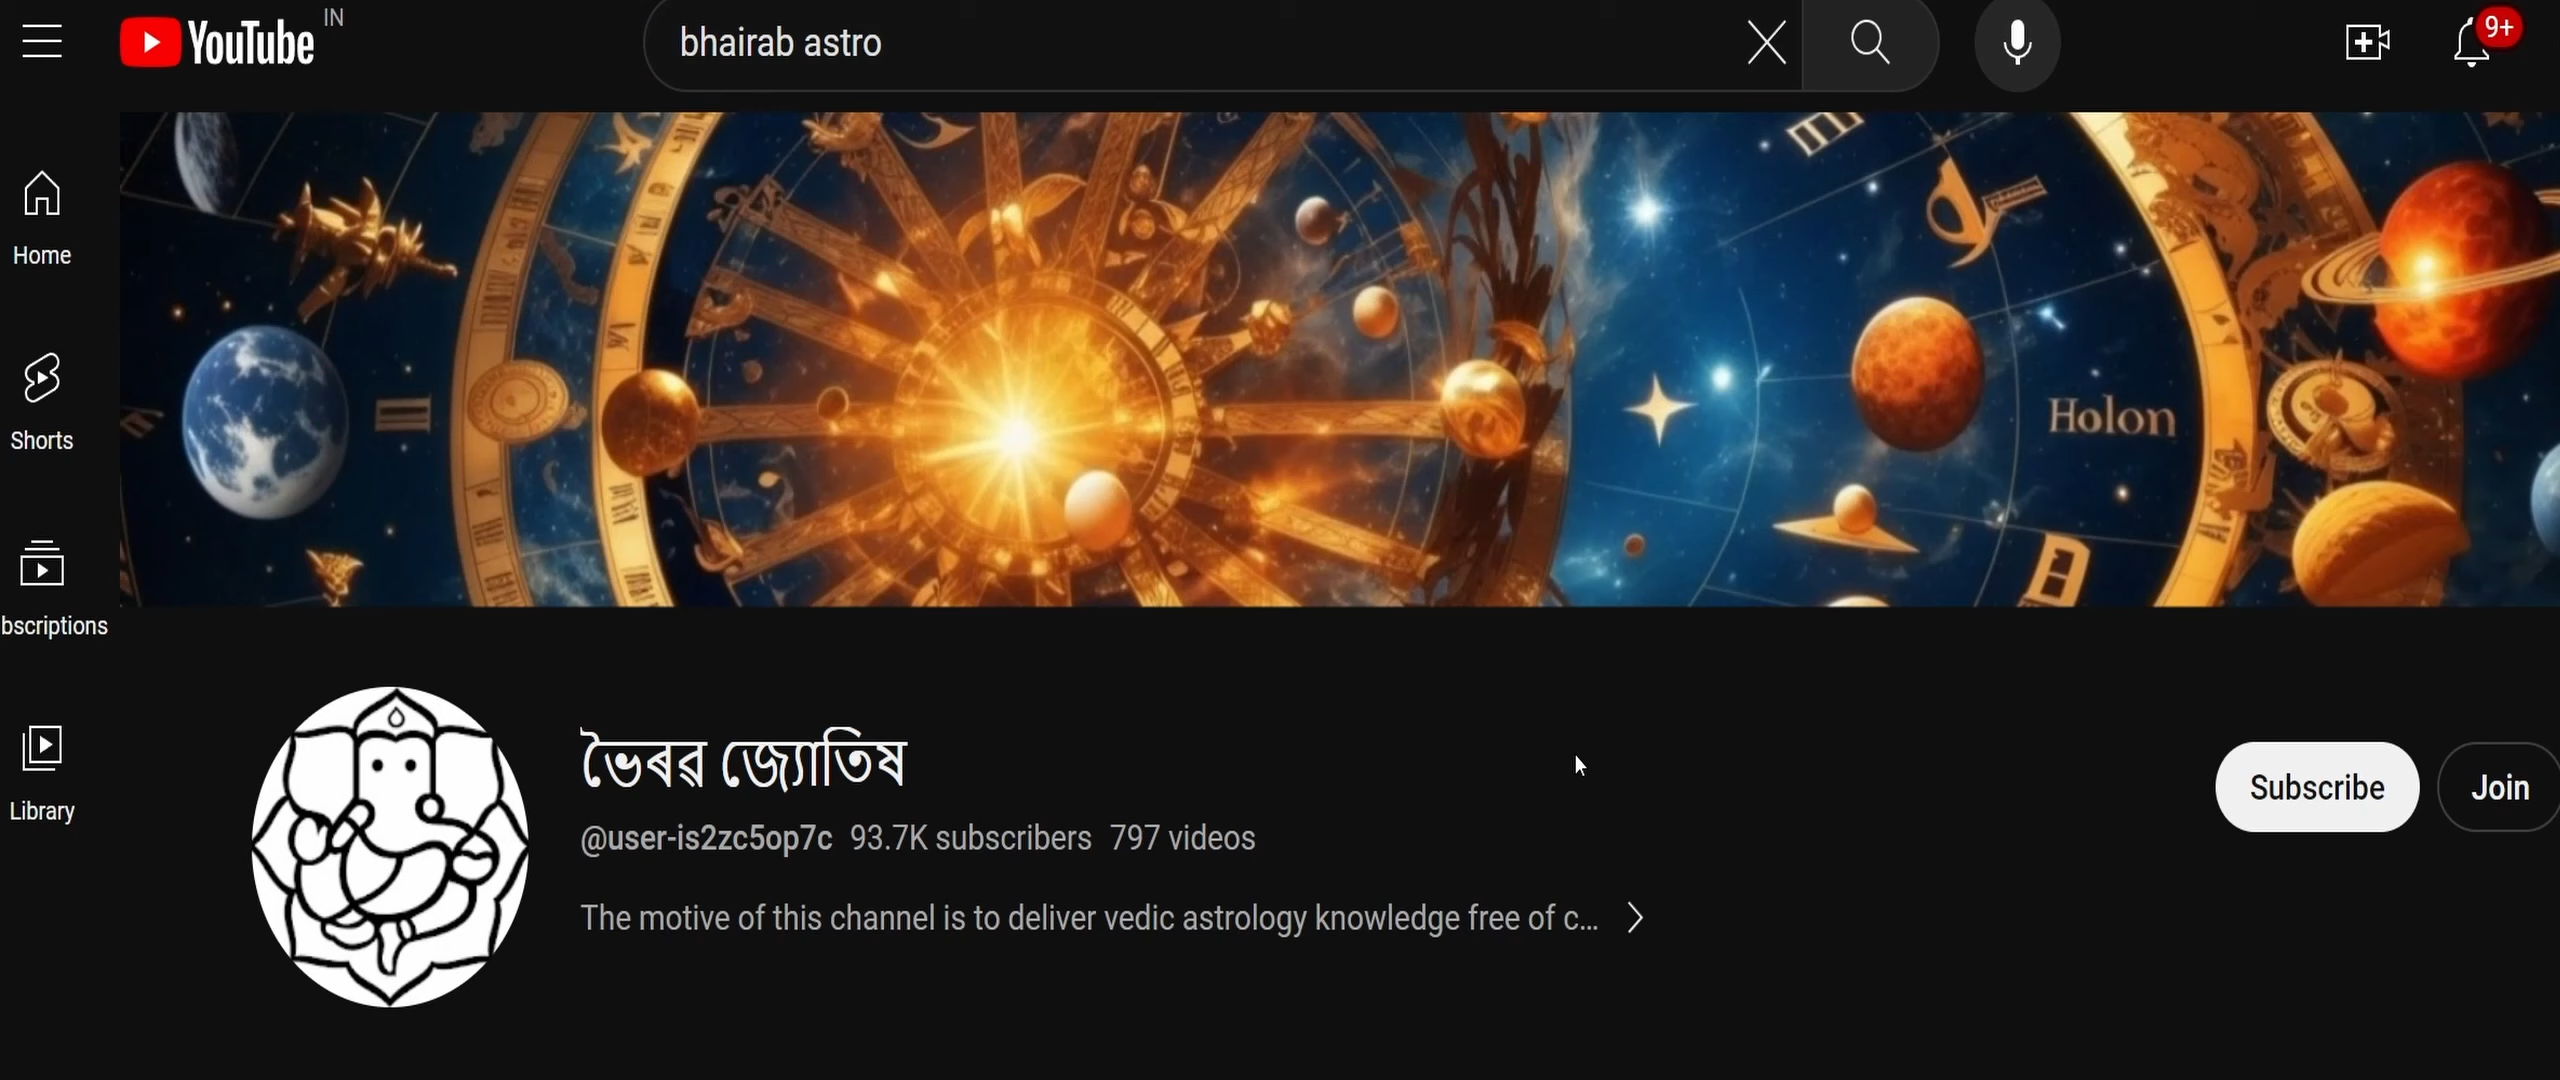 YouTube IN
bhairab astro
9+
Home
Shorts
bscriptions
Library
Holon
ভৈৰৱ জ্যোতিষ
@user-is2zc5op7c 93.7K subscribers 797 videos
The motive of this channel is to deliver vedic astrology knowledge free of c...
Subscribe
Join